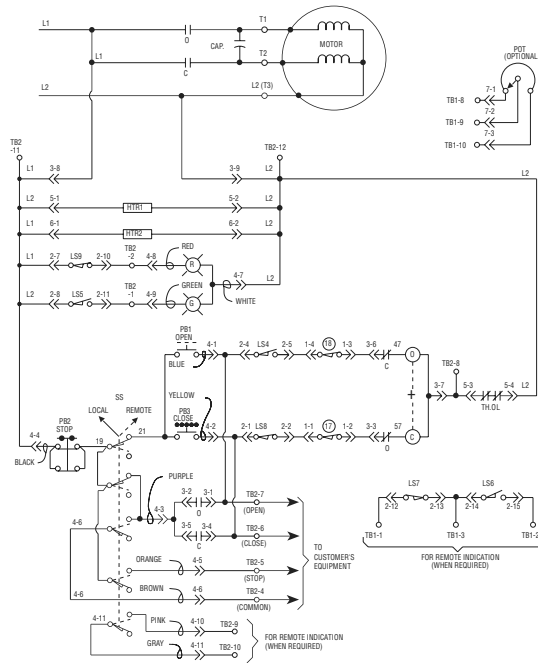 L1 O T1
CAP. MOTOR
L1 C T2
L2 L2 (T3)
POT
(OPTIONAL
7-1
TB1-8
7-2
TB1-9
7-3
TB1-10
TB2
-11
TB2-12
L1 3-8 3-9 L2
L2 5-1 HTR1 5-2
L1 6-1 HTR2 6-2
RED
L1 2-7 LS9 2-10 TB2
-2 4-8 R
GREEN 4-7 L2
L2 2-8 LS5 2-11 TB2
-1 4-9 G
WHITE
PB1
OPEN 4-1 2-4 LS4 2-5 1-4 18 1-3 3-6 47 O
BLUE C
TB2-8
YELLOW
3-7 5-3 5-4 L2
TH.OL
SS
LOCAL REMOTE
PB3
CLOSE
21 4-2 2-1 LS8 2-2 1-1 17 1-2 3-3 57 C
O
PB2
STOP
4-4 19
BLACK
PURPLE
4-3
3-2 3-1 TB2-7
O (OPEN)
3-5 3-4 TB2-6
C (CLOSE)
4-6
ORANGE 4-5 TB2-5
(STOP)
BROWN 4-6 TB2-4
4-6 (COMMON)
TO
CUSTOMER'S
EQUIPMENT
4-11 PINK 4-10 TB2-9
GRAY 4-11 TB2-10
FOR REMOTE INDICATION
(WHEN REQUIRED)
LS7 LS6
2-12 2-13 2-14 2-15
TB1-1 TB1-3 TB1-2
FOR REMOTE INDICATION
(WHEN REQUIRED)